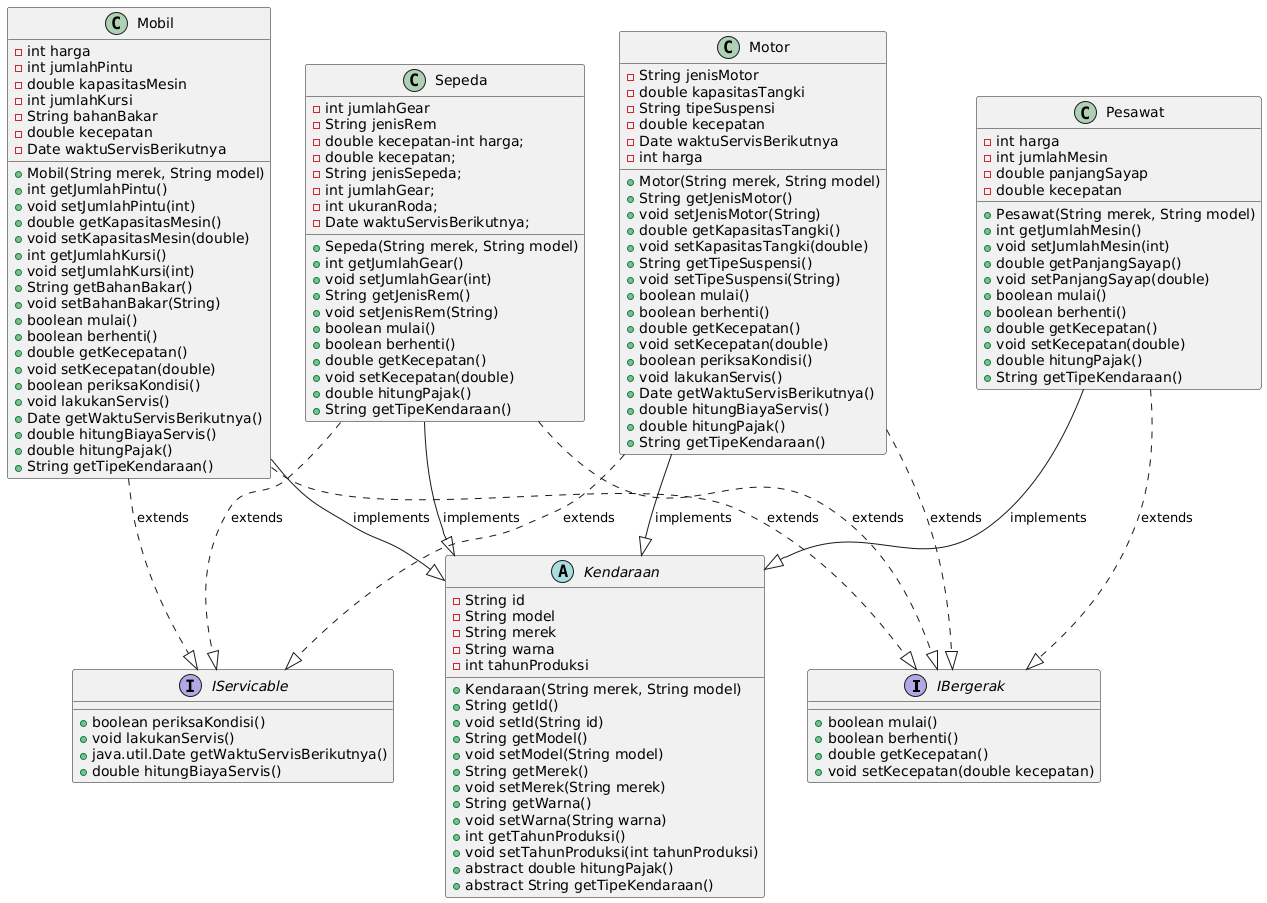 C Mobil
int harga
int jumlahPintu
double kapasitasMesin
int jumlahKursi
String bahanBakar
double kecepatan
Date waktuServisBerikutnya
Mobil(String merek, String model)
int getJumlahPintu()
void setJumlahPintu(int)
double getKapasitasMesin()
void setKapasitasMesin(double)
int getJumlahKursi()
void setJumlahKursi(int)
String getBahanBakar()
void setBahanBakar(String)
boolean mulai()
boolean berhenti()
double getKecepatan()
void setKecepatan(double)
boolean periksaKondisi()
void lakukanServis()
Date getWaktuServisBerikutnya()
double hitungBiayaServis()
double hitungPajak()
String getTipeKendaraan()
C Sepeda
int jumlahGear
String jenisRem
double kecepatan-int harga;
double kecepatan;
String jenisSepeda;
int jumlahGear;
int ukuranRoda;
Date waktuServisBerikutnya;
Sepeda(String merek, String model)
int getJumlahGear()
void setJumlahGear(int)
String getJenisRem()
void setJenisRem(String)
boolean mulai()
boolean berhenti()
double getKecepatan()
void setKecepatan(double)
double hitungPajak()
String getTipeKendaraan()
C Motor
String jenisMotor
double kapasitasTangki
String tipeSuspensi
double kecepatan
Date waktuServisBerikutnya
int harga
Motor(String merek, String model)
String getJenisMotor()
void setJenisMotor(String)
double getKapasitasTangki()
void setKapasitasTangki(double)
String getTipeSuspensi()
void setTipeSuspensi(String)
boolean mulai()
boolean berhenti()
double getKecepatan()
void setKecepatan(double)
boolean periksaKondisi()
void lakukanServis()
Date getWaktuServisBerikutnya()
double hitungBiayaServis()
double hitungPajak()
String getTipeKendaraan()
C Pesawat
int harga
int jumlahMesin
double panjangSayap
double kecepatan
Pesawat(String merek, String model)
int getJumlahMesin()
void setJumlahMesin(int)
double getPanjangSayap()
void setPanjangSayap(double)
boolean mulai()
boolean berhenti()
double getKecepatan()
void setKecepatan(double)
double hitungPajak()
String getTipeKendaraan()
extends
extends
implements
implements
extends
implements
extends
extends
extends
implements
extends
I IServicable
boolean periksaKondisi()
void lakukanServis()
java.util.Date getWaktuServisBerikutnya()
double hitungBiayaServis()
A Kendaraan
String id
String model
String merek
String warna
int tahunProduksi
Kendaraan(String merek, String model)
String getId()
void setId(String id)
String getModel()
void setModel(String model)
String getMerek()
void setMerek(String merek)
String getWarna()
void setWarna(String warna)
int getTahunProduksi()
void setTahunProduksi(int tahunProduksi)
abstract double hitungPajak()
abstract String getTipeKendaraan()
I IBergerak
boolean mulai()
boolean berhenti()
double getKecepatan()
void setKecepatan(double kecepatan)